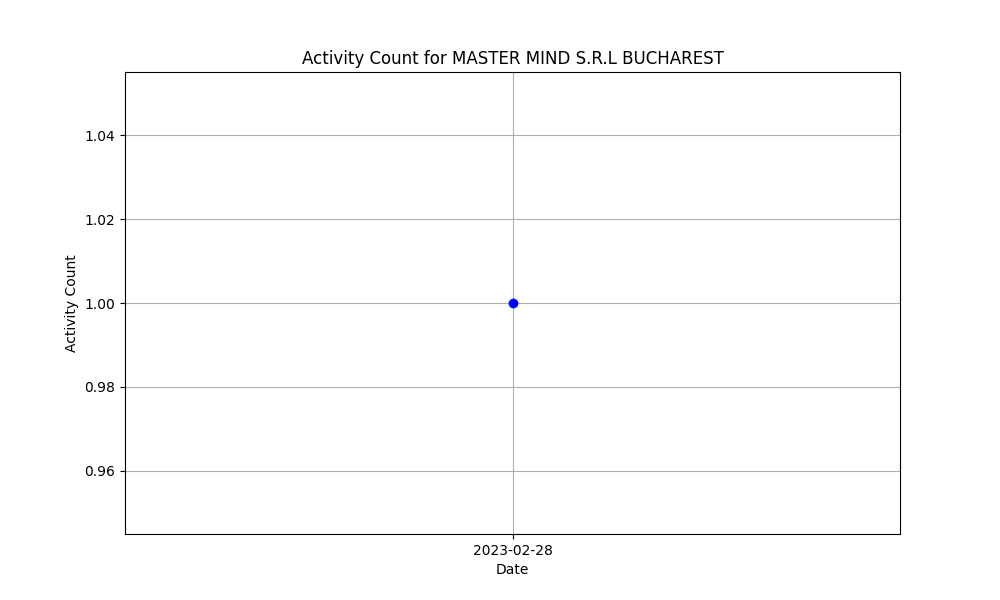 Activity Count for MASTER MIND S.R.L BUCHAREST
1.04
1.02
1.00
0.98
0.96
Activity Count
2023-02-28
Date